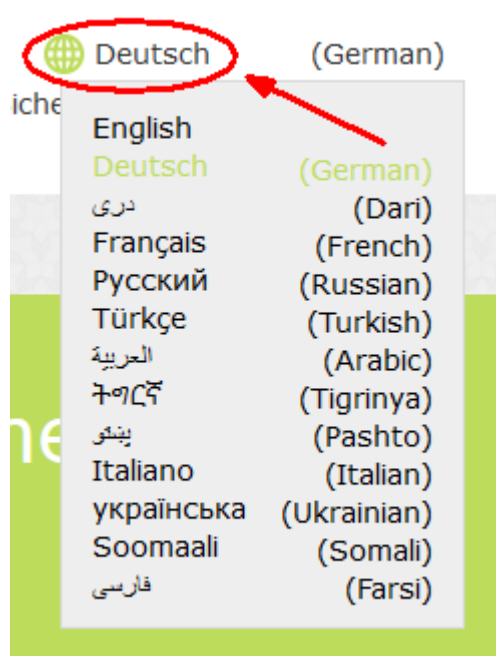 Deutsch (German)
iche
English
Deutsch (German)
دری (Dari)
Français (French)
Русский (Russian)
Türkçe (Turkish)
العربية (Arabic)
ትግርኛ (Tigrinya)
پښتو (Pashto)
Italiano (Italian)
українська (Ukrainian)
Soomaali (Somali)
فارسی (Farsi)
ne